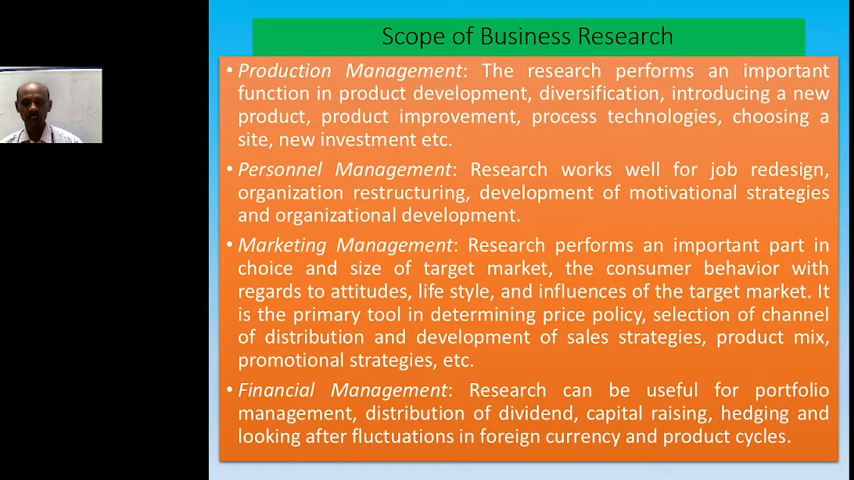 Scope of Business Research
• Production Management: The research performs an important
function in product development, diversification, introducing a new
product, product improvement, process technologies, choosing a
site, new investment etc.
• Personnel Management: Research works well for job redesign,
organization restructuring, development of motivational strategies
and organizational development.
• Marketing Management: Research performs an important part in
choice and size of target market, the consumer behavior with
regards to attitudes, life style, and influences of the target market. It
is the primary tool in determining price policy, selection of channel
of distribution and development of sales strategies, product mix,
promotional strategies, etc.
• Financial Management: Research can be useful for portfolio
management, distribution of dividend, capital raising, hedging and
looking after fluctuations in foreign currency and product cycles.